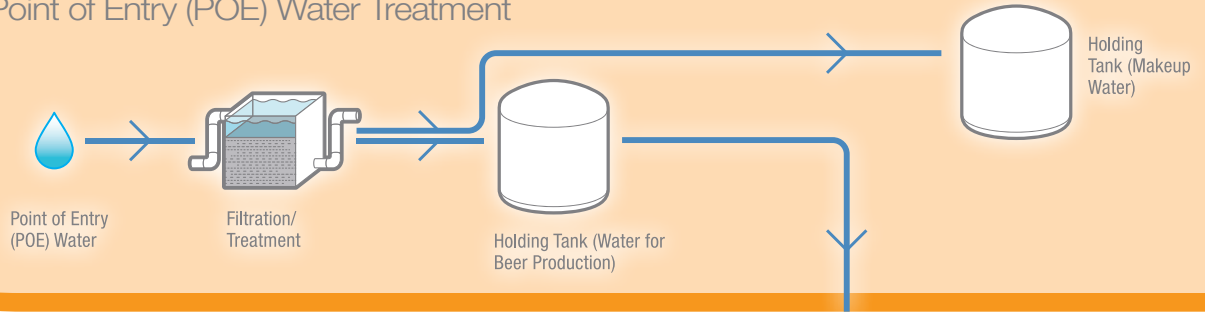 Point of Entry (POE) Water Treatment
Holding
Tank (Makeup
Water)
Point of Entry
(POE) Water
Filtration/
Treatment
Holding Tank (Water for
Beer Production)